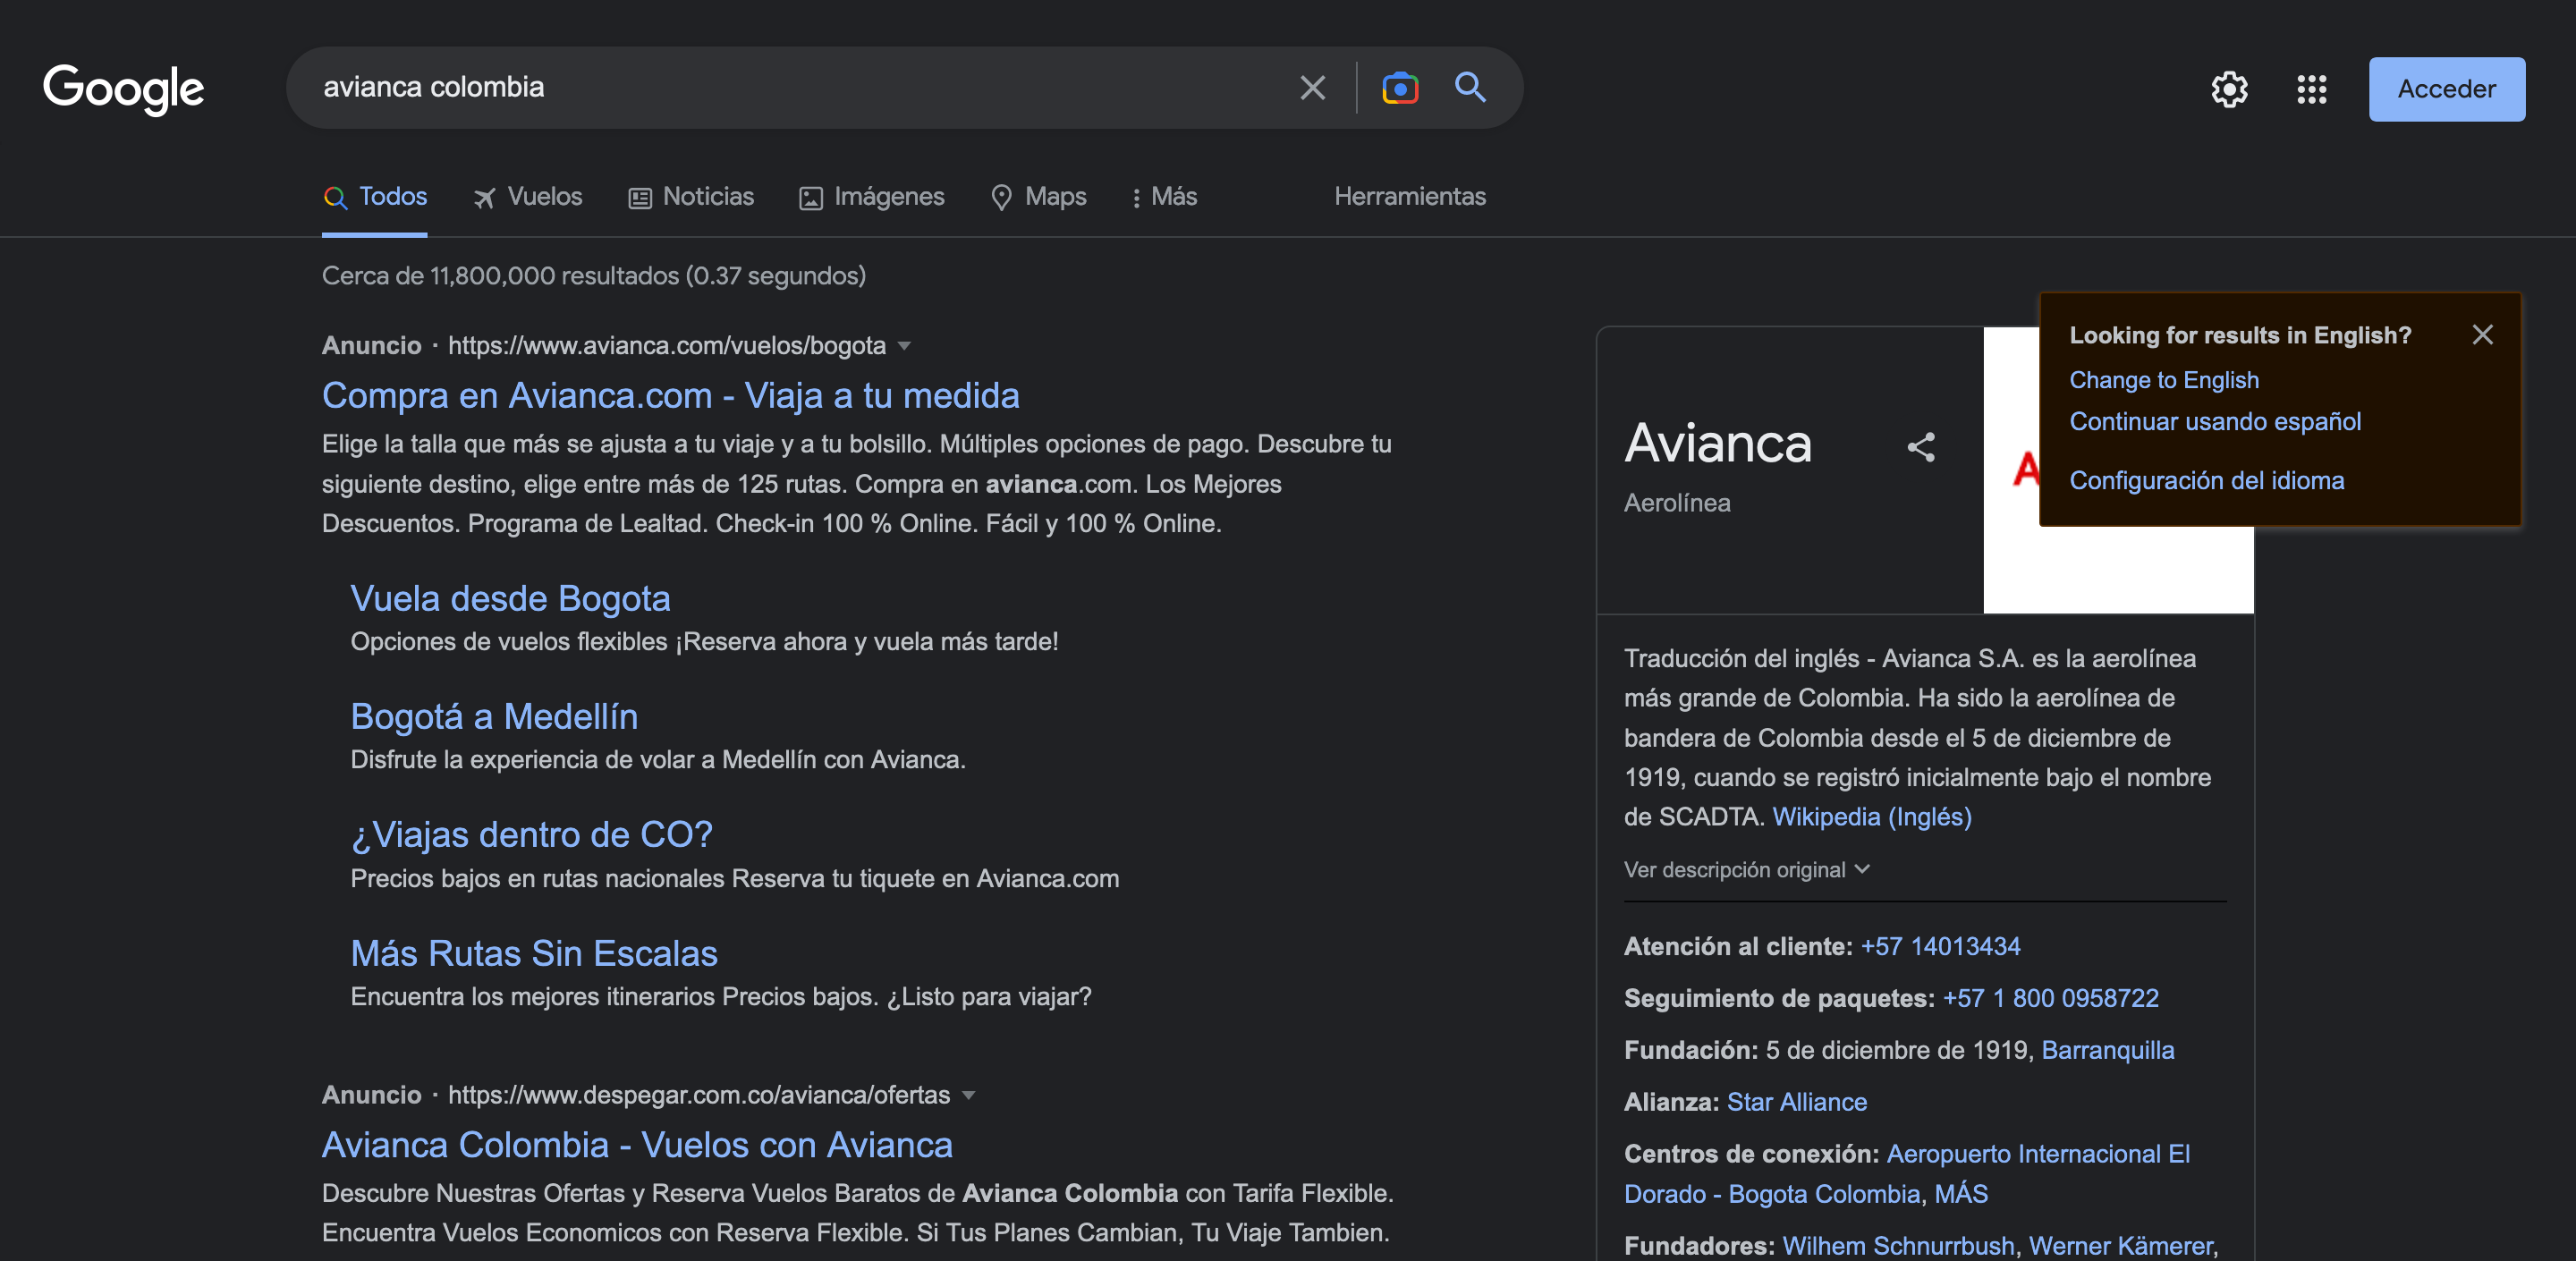 Google
avianca colombia
Acceder
Todos
Vuelos
Noticias
Imágenes
Maps
Más
Herramientas
Cerca de 11,800,000 resultados (0.37 segundos)
Anuncio · https://www.avianca.com/vuelos/bogota
Compra en Avianca.com - Viaja a tu medida
Elige la talla que más se ajusta a tu viaje y a tu bolsillo. Múltiples opciones de pago. Descubre tu
siguiente destino, elige entre más de 125 rutas. Compra en avianca.com. Los Mejores
Descuentos. Programa de Lealtad. Check-in 100 % Online. Fácil y 100 % Online.
Vuela desde Bogota
Opciones de vuelos flexibles ¡Reserva ahora y vuela más tarde!
Bogotá a Medellín
Disfrute la experiencia de volar a Medellín con Avianca.
¿Viajas dentro de CO?
Precios bajos en rutas nacionales Reserva tu tiquete en Avianca.com
Más Rutas Sin Escalas
Encuentra los mejores itinerarios Precios bajos. ¿Listo para viajar?
Anuncio · https://www.despegar.com.co/avianca/ofertas
Avianca Colombia - Vuelos con Avianca
Descubre Nuestras Ofertas y Reserva Vuelos Baratos de Avianca Colombia con Tarifa Flexible.
Encuentra Vuelos Economicos con Reserva Flexible. Si Tus Planes Cambian, Tu Viaje Tambien.
Looking for results in English?
Change to English
Continuar usando español
Configuración del idioma
Avianca
Aerolínea
A
Traducción del inglés - Avianca S.A. es la aerolínea
más grande de Colombia. Ha sido la aerolínea de
bandera de Colombia desde el 5 de diciembre de
1919, cuando se registró inicialmente bajo el nombre
de SCADTA. Wikipedia (Inglés)
Ver descripción original
Atención al cliente: +57 14013434
Seguimiento de paquetes: +57 1 800 0958722
Fundación: 5 de diciembre de 1919, Barranquilla
Alianza: Star Alliance
Centros de conexión: Aeropuerto Internacional El
Dorado - Bogota Colombia, MÁS
Fundadores: Wilhem Schnurrbush, Werner Kämerer,